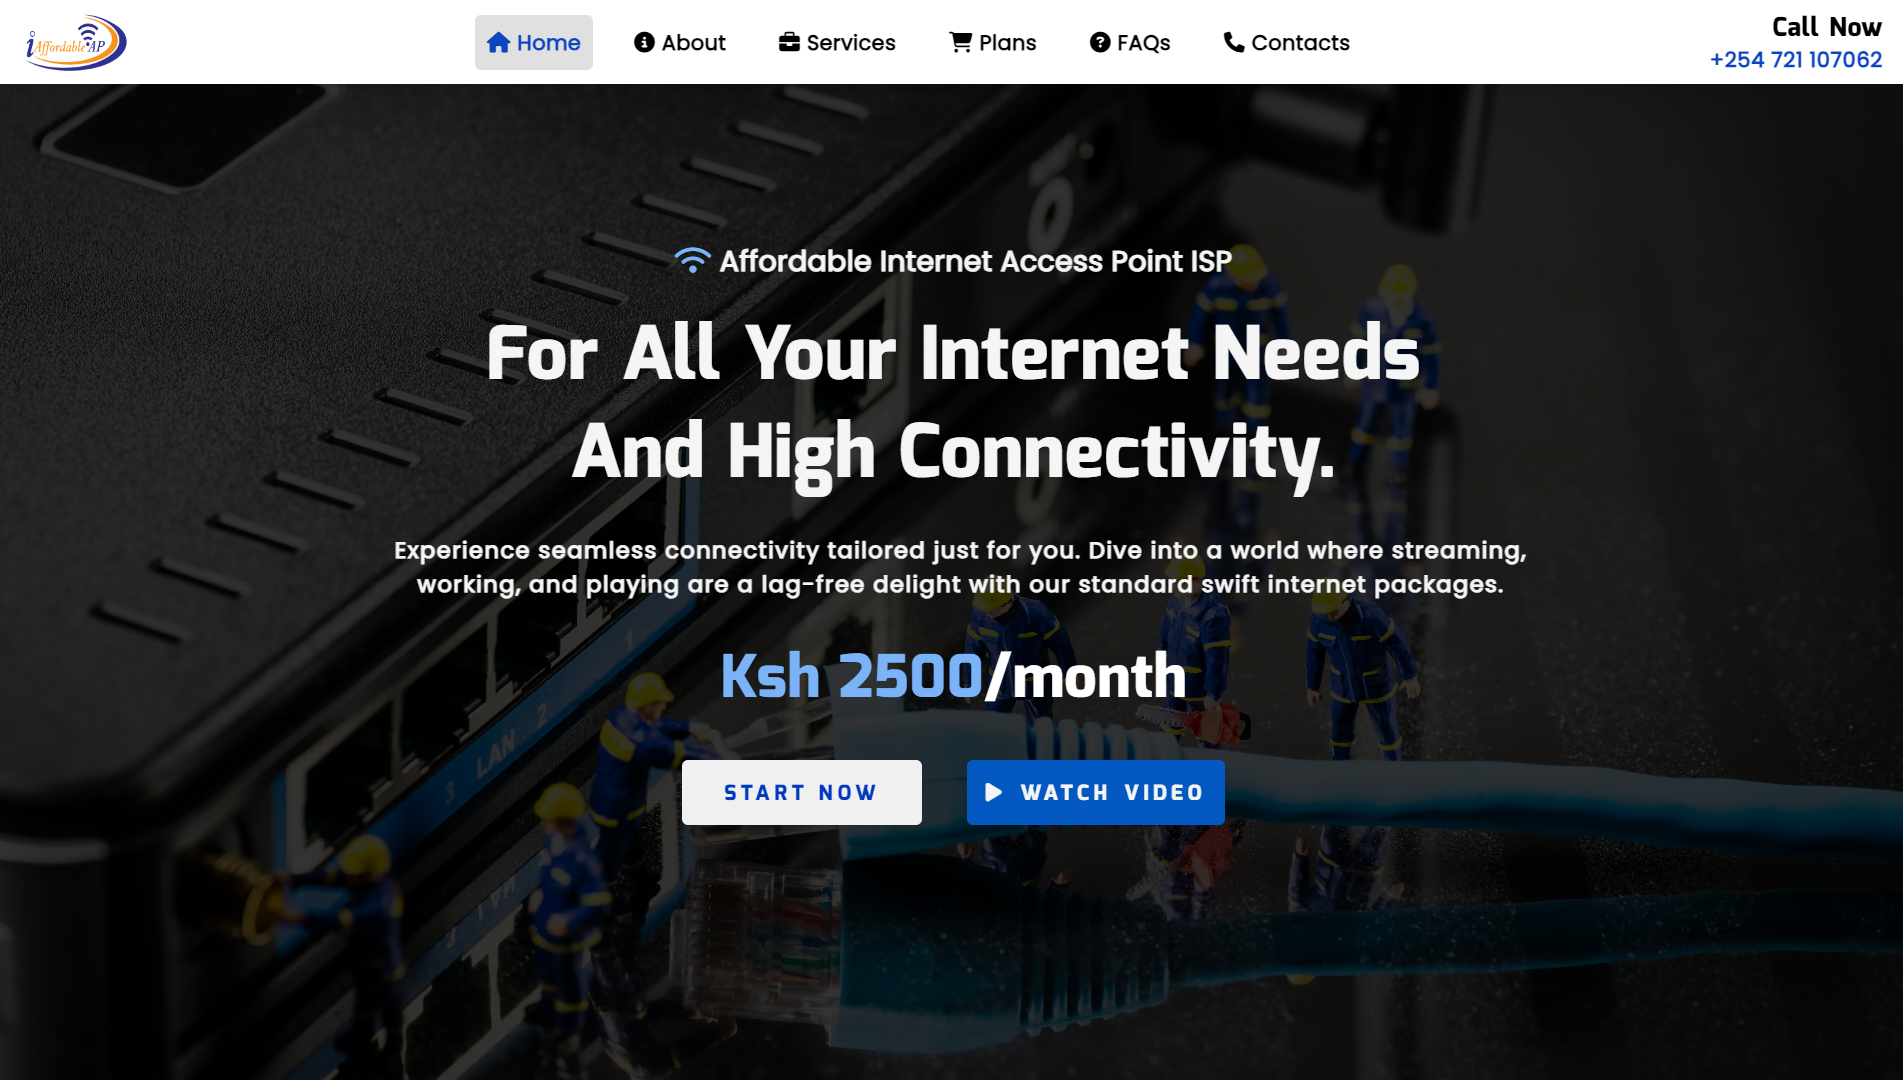 iAffordable AP
Home
About
Services
Plans
FAQs
Contacts
Call Now
+254 721 107062
Affordable Internet Access Point ISP
For All Your Internet Needs
And High Connectivity.
Experience seamless connectivity tailored just for you. Dive into a world where streaming,
working, and playing are a lag-free delight with our standard swift internet packages.
Ksh 2500/month
START NOW
WATCH VIDEO
1
2
LAN
3